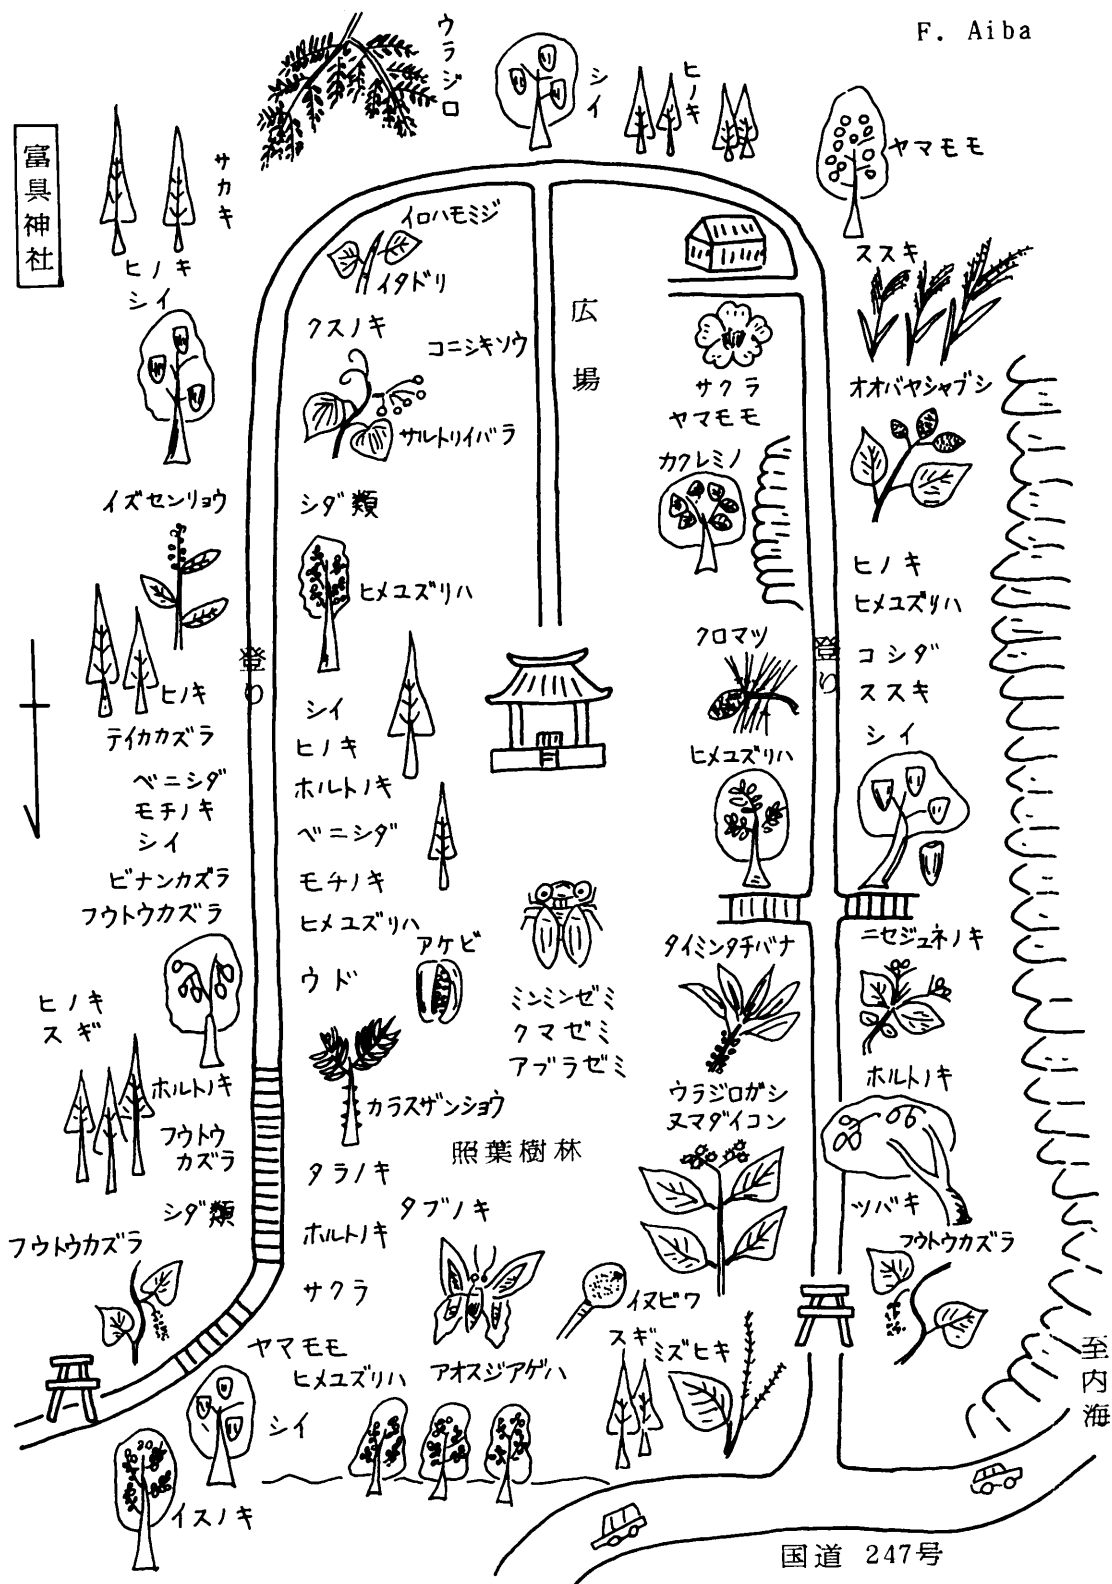 F. Aiba
富具神社
ウラジロ
シイ
ヒノキ
ヤマモモ
サカキ
ヒノキ
シイ
イズセンリョウ
ヒノキ
テイカカズラ
ベニシダ
モチノキ
シイ
ビナンカズラ
フウトウカズラ
ヒノキ
スギ
ホルトノキ
フウトウ
カズラ
シダ類
フウトウカズラ
登り
イロハモミジ
イタドリ
クスノキ
コニシキソウ
サルトリイバラ
シダ類
ヒメユズリハ
シイ
ヒノキ
ホルトノキ
ベニシダ
モチノキ
ヒメユズリハ
アケビ
ウド
カラスザンショウ
タラノキ
タブノキ
ホルトノキ
サクラ
ヤマモモ
ヒメユズリハ
シイ
イスノキ
アオスジアゲハ
広場
ミンミンゼミ
クマゼミ
アブラゼミ
照葉樹林
サクラ
ヤマモモ
カクレミノ
クロマツ
ヒメユズリハ
タイミンタチバナ
ウラジロガシ
ヌマダイコン
イヌビワ
スギ
ミズヒキ
登り
ススキ
オオバヤシャブシ
ヒノキ
ヒメユズリハ
コシダ
ススキ
シイ
ニセジュネノキ
ホルトノキ
ツバキ
フウトウカズラ
至内海
国道 247号